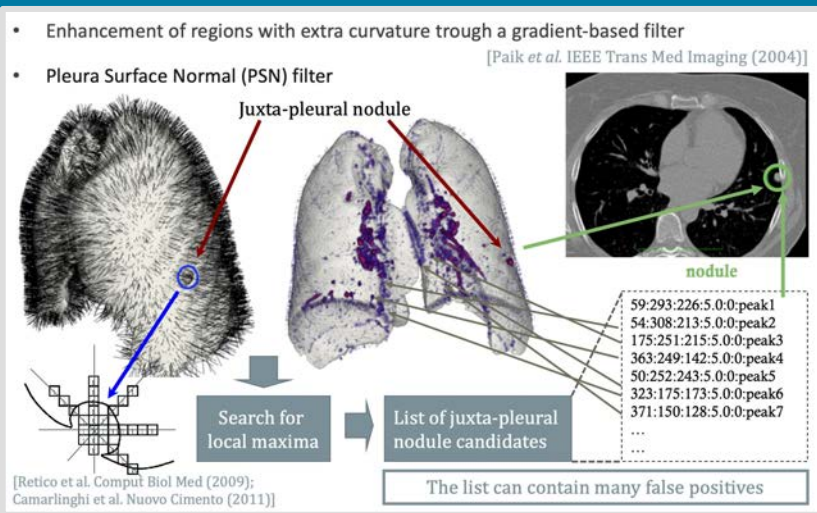 • Enhancement of regions with extra curvature trough a gradient-based filter
[Paik et al. IEEE Trans Med Imaging (2004)]
• Pleura Surface Normal (PSN) filter
Juxta-pleural nodule
nodule
59:293:226:5.0:0:peak1
54:308:213:5.0:0:peak2
175:251:215:5.0:0:peak3
363:249:142:5.0:0:peak4
50:252:243:5.0:0:peak5
323:175:173:5.0:0:peak6
371:150:128:5.0:0:peak7
...
...
Search for
local maxima
List of juxta-pleural
nodule candidates
[Retico et al. Comput Biol Med (2009);
Camarlinghi et al. Nuovo Cimento (2011)]
The list can contain many false positives